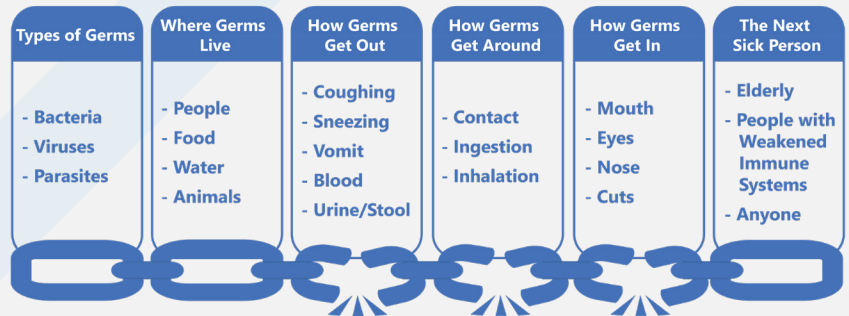 Types of Germs
- Bacteria
- Viruses
- Parasites
Where Germs
Live
- People
- Food
- Water
- Animals
How Germs
Get Out
- Coughing
- Sneezing
- Vomit
- Blood
- Urine/Stool
How Germs
Get Around
- Contact
- Ingestion
- Inhalation
How Germs
Get In
- Mouth
- Eyes
- Nose
- Cuts
The Next
Sick Person
- Elderly
- People with
Weakened
Immune
Systems
- Anyone